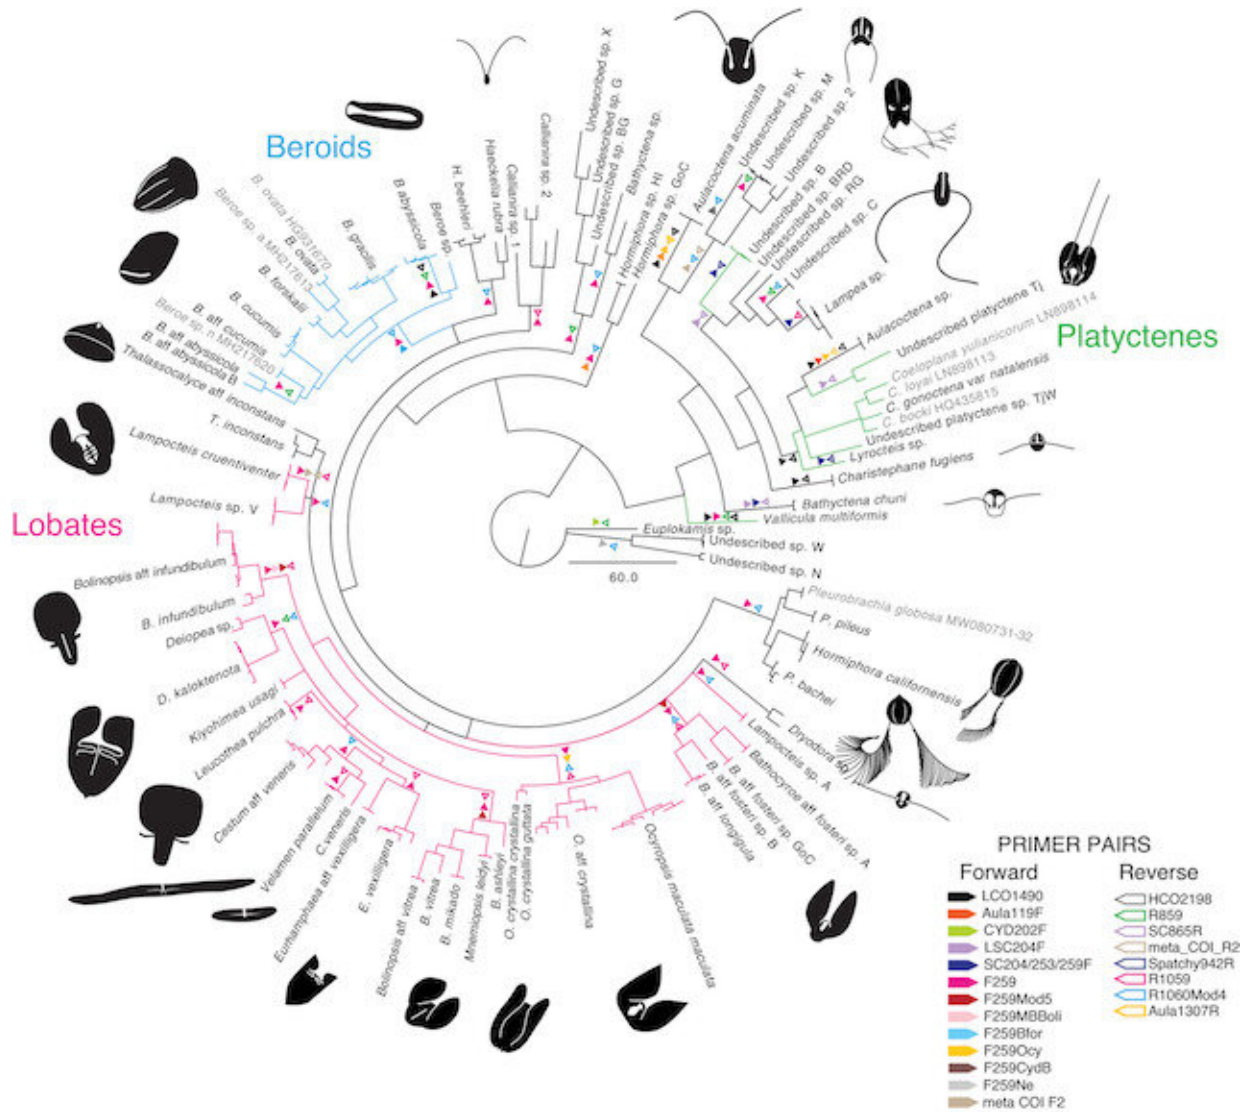 Beroids
Platyctenes
Lobates
Undescribed sp. X
Undescribed sp. G
Undescribed sp. BG
Bathyctena sp.
Hormiphora sp. HI
Hormiphora sp. GoC
Aulacoctena acuminata
Undescribed sp. K
Undescribed sp. M
Undescribed sp. 2
Undescribed sp. B
Undescribed sp. BRD
Undescribed sp. RG
Undescribed sp. C
Lampea sp.
Aulacoctena sp.
Undescribed platyctene Tj
Coeloplana yulianicorum LN898114
C. loyai LN898113
C. gonoctena var natalensis
C. bocki HQ435815
Undescribed platyctene sp. TjW
Lyrocteis sp.
Charistephane fugiens
Bathyctena chuni
Vallicula multiformis
Euplokamis sp.
Undescribed sp. W
Undescribed sp. N
60.0
Pleurobrachia globosa MW080731-32
P. pileus
Hormiphora californensis
P. bachei
Dryodora sp.
Lampocteis sp. A
Bathocyroe aff fosteri sp. A
B. aff fosteri sp. GoC
B. aff fosteri sp. B
B. aff longigula
Ocyropsis maculata maculata
O. aff crystallina
O. crystallina guttata
O. crystallina crystallina
B. ashleyi
Mnemiopsis leidyi
B. mikado
B. vitrea
Bolinopsis aff vitrea
E. vexilligera
Eurhamphaea aff vexilligera
C.veneris
Velamen parallelum
Cestum aff veneris
Leucothea pulchra
Kiyohimea usagi
D. kaloktenota
Deiopea sp.
B. infundibulum
Bolinopsis aff infundibulum
Lampocteis sp. V
Lampocteis cruentiventer
T. inconstans
Thalassocalyce aff inconstans
B. aff abyssicola B
B. aff abyssicola
Beroe sp. n MH217620
B. aff cucumis
B. cucumis
B. forskalii
Beroe sp. a MH217613
B. ovata
B. ovata HG931670
B. gracilis
B. abyssicola
Beroe sp.
H. beehleri
Haeckelia rubra
Callianira sp. 1
Callianira sp. 2
PRIMER PAIRS
Forward
LCO1490
Aula119F
CYD202F
LSC204F
SC204/253/259F
F259
F259Mod5
F259MBBoli
F259Bfor
F259Ocy
F259CydB
F259Ne
meta COI F2
Reverse
HCO2198
R859
SC865R
meta_COI_R2
Spatchy942R
R1059
R1060Mod4
Aula1307R